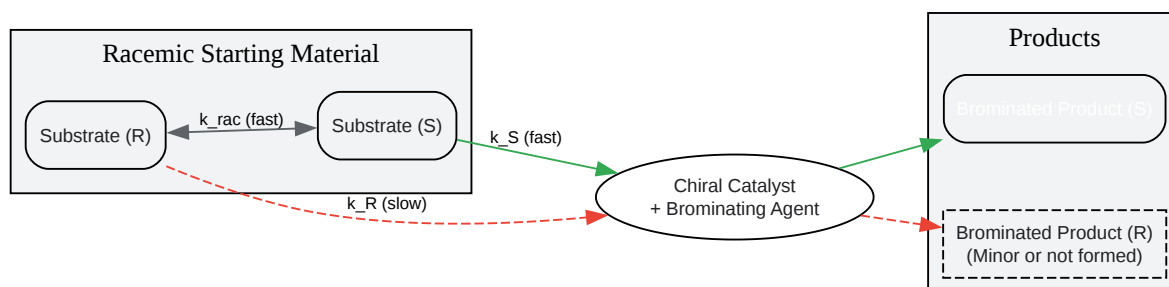 Racemic Starting Material
Products
Substrate (R)
k_rac (fast)
Substrate (S)
k_S (fast)
k_R (slow)
Chiral Catalyst
+ Brominating Agent
Brominated Product (S)
Brominated Product (R)
(Minor or not formed)